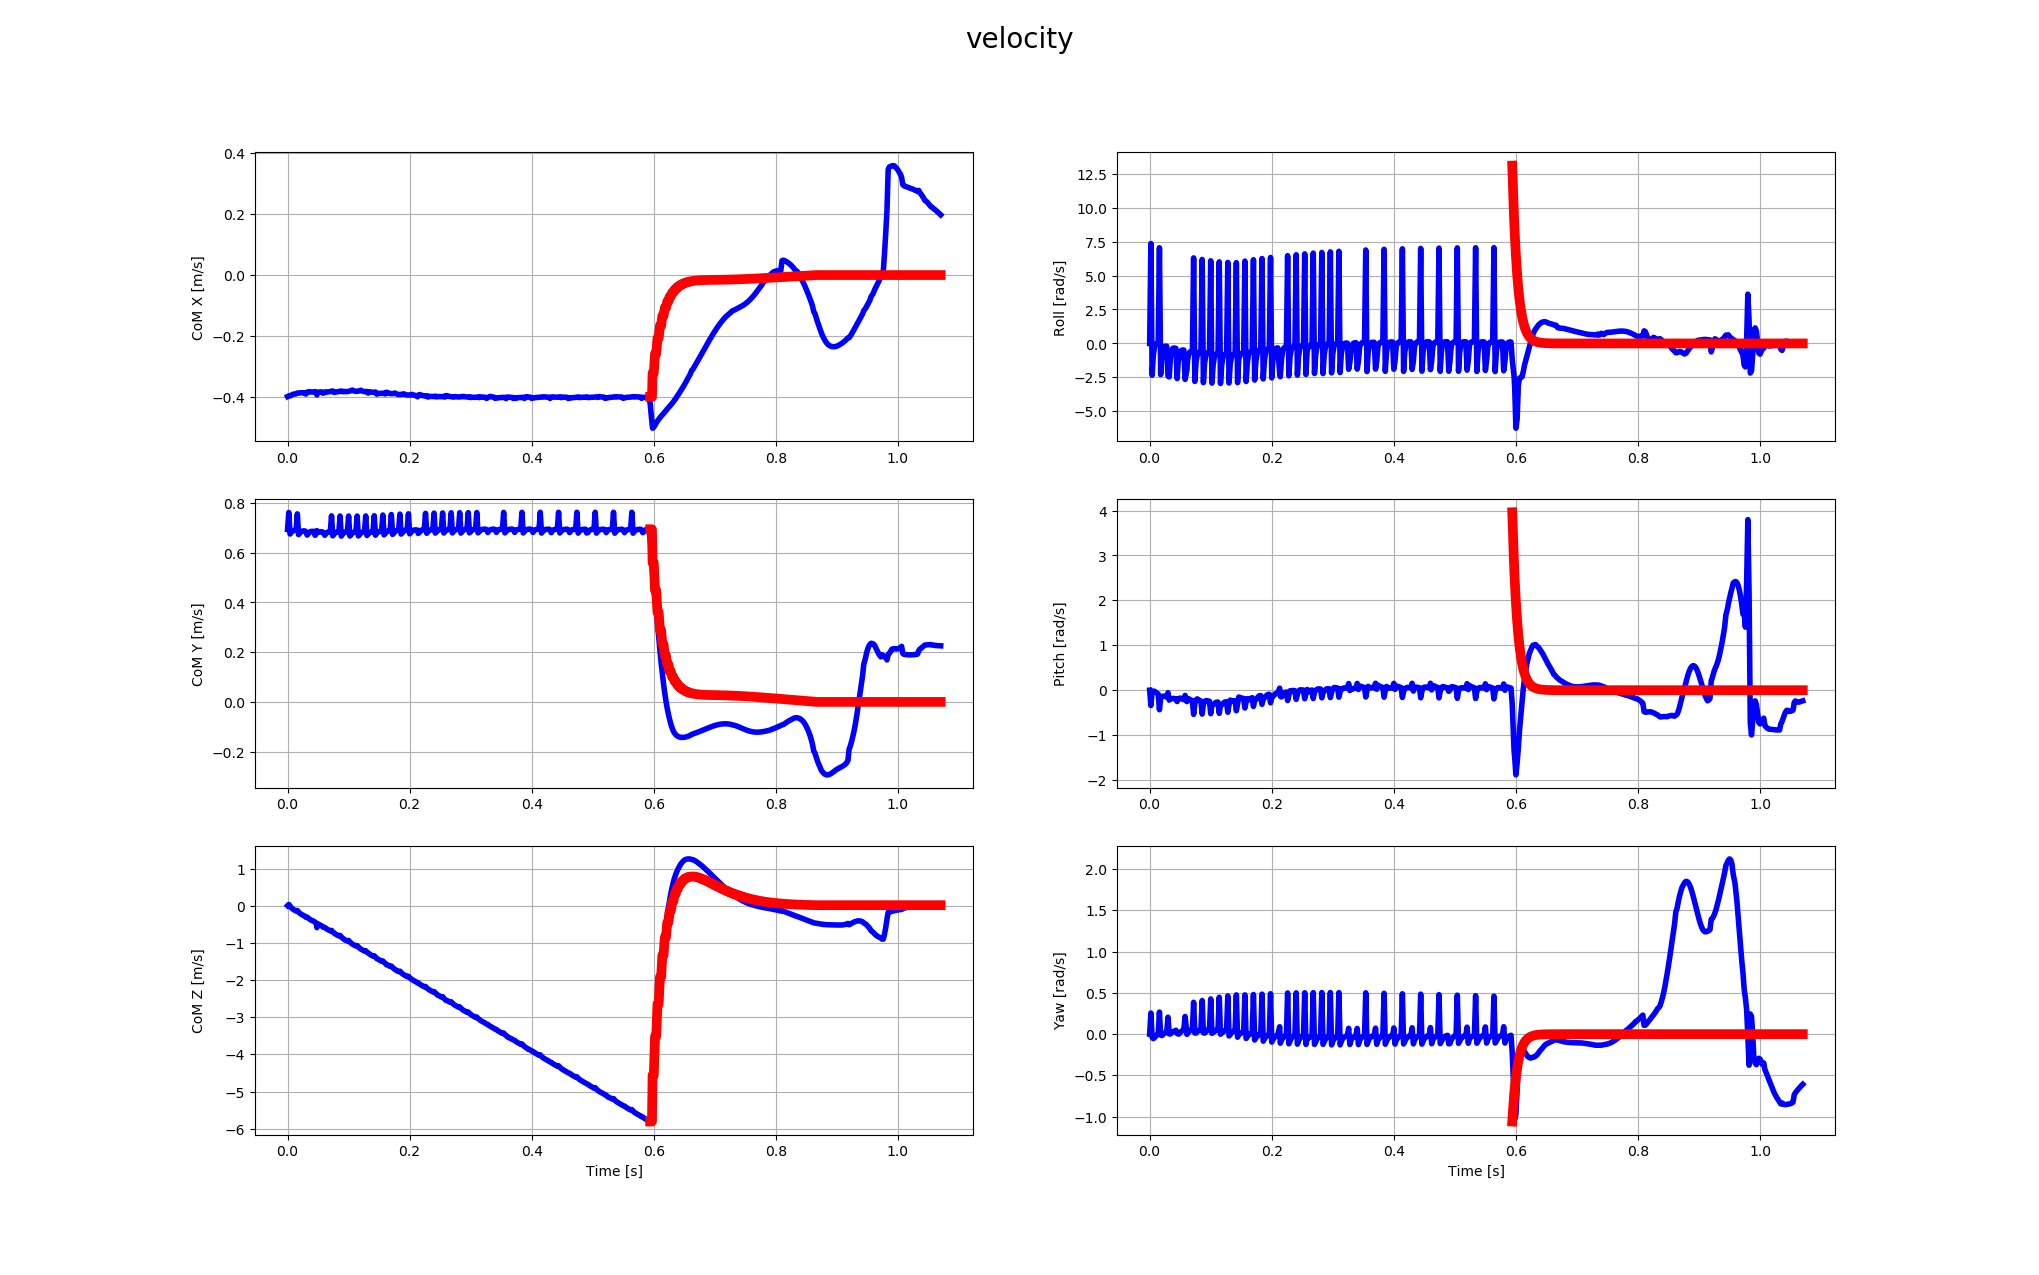 velocity
0.4
0.2
0.0
−0.2
−0.4
CoM X [m/s]
0.0 0.2 0.4 0.6 0.8 1.0
12.5
10.0
7.5
5.0
2.5
0.0
−2.5
−5.0
Roll [rad/s]
0.0 0.2 0.4 0.6 0.8 1.0
0.8
0.6
0.4
0.2
0.0
−0.2
CoM Y [m/s]
0.0 0.2 0.4 0.6 0.8 1.0
4
3
2
1
0
−1
−2
Pitch [rad/s]
0.0 0.2 0.4 0.6 0.8 1.0
1
0
−1
−2
−3
−4
−5
−6
CoM Z [m/s]
0.0 0.2 0.4 0.6 0.8 1.0
Time [s]
2.0
1.5
1.0
0.5
0.0
−0.5
−1.0
Yaw [rad/s]
0.0 0.2 0.4 0.6 0.8 1.0
Time [s]